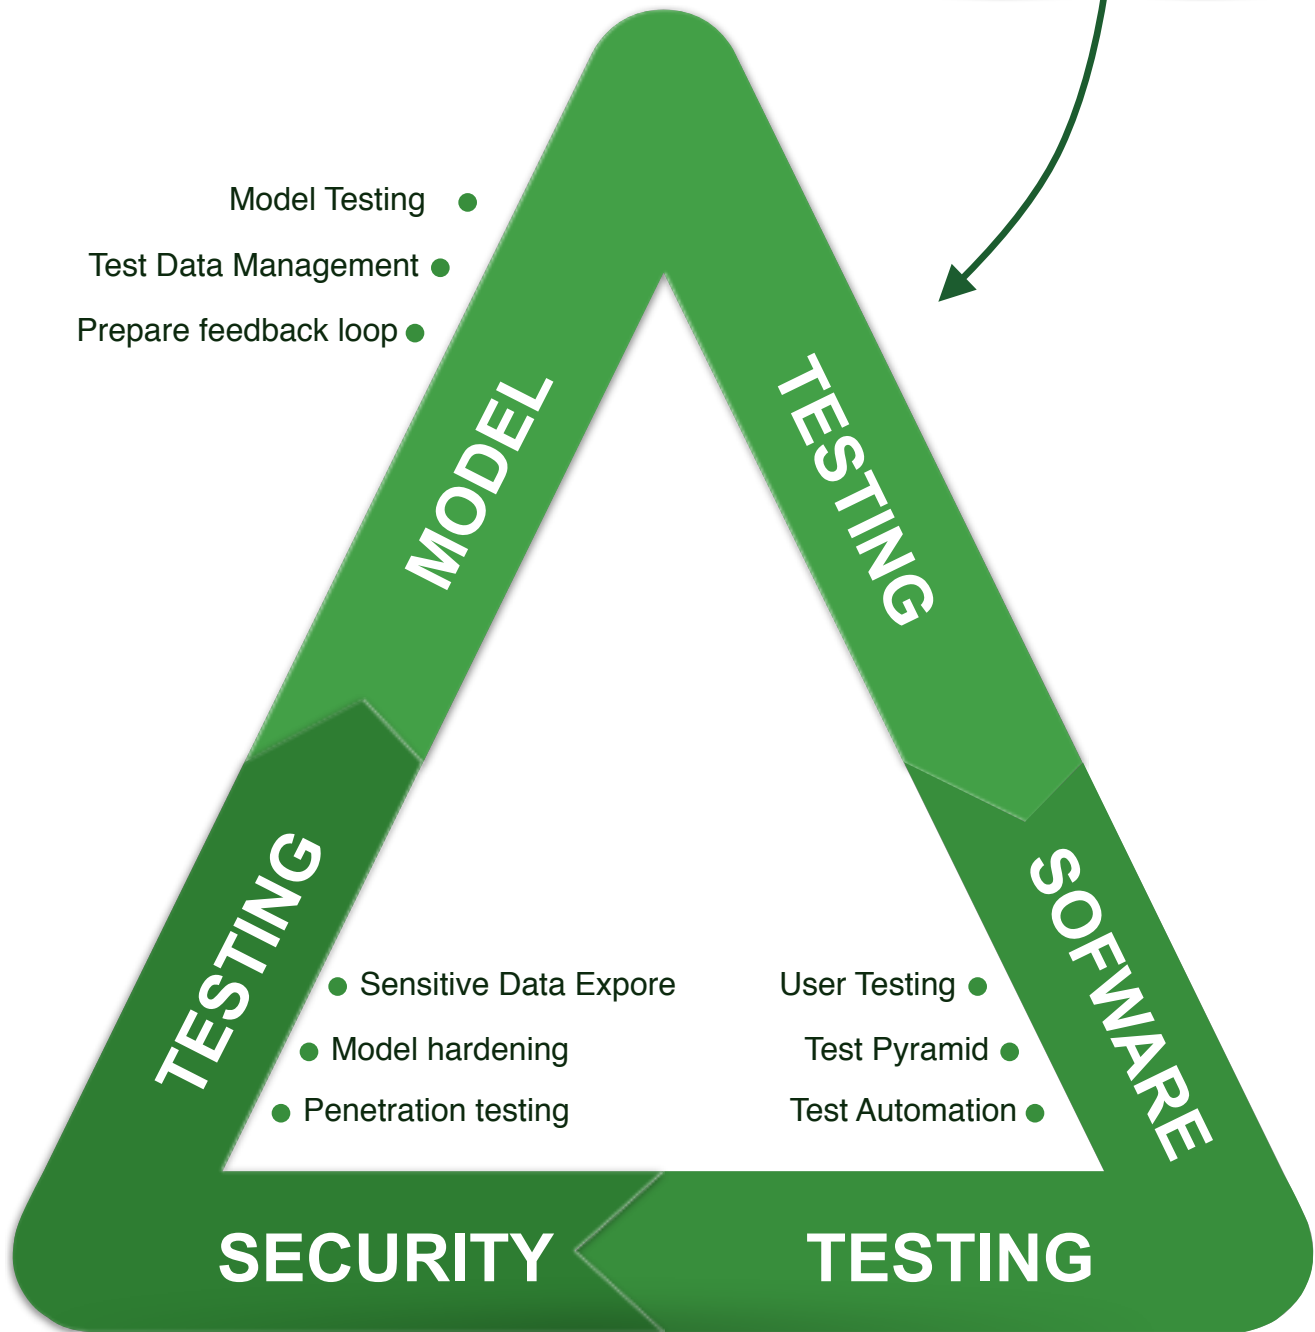 Model Testing
Test Data Management
Prepare feedback loop
MODEL
TESTING
SOFWARE
TESTING
SECURITY
TESTING
Sensitive Data Expore
Model hardening
Penetration testing
User Testing
Test Pyramid
Test Automation